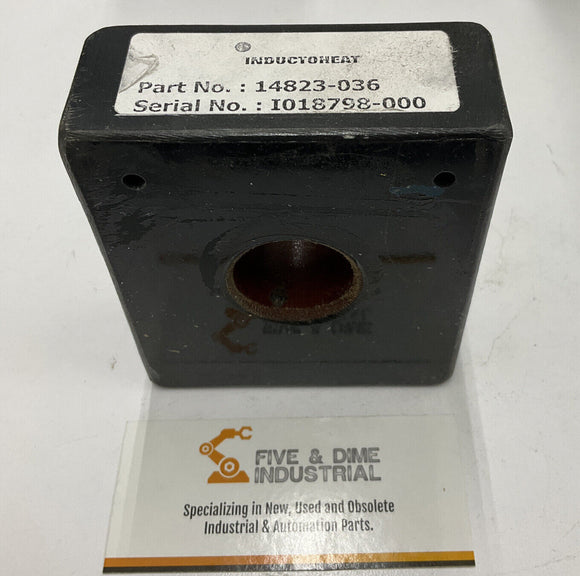 INDUCTOHEAT
Part No. : 14823-036
Serial No. : I018798-000
FIVE & DIME
INDUSTRIAL
Specializing in New, Used and Obsolete
Industrial & Automation Parts.